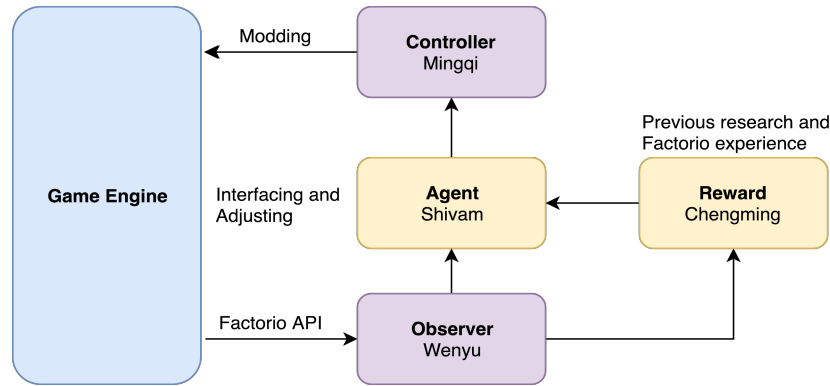 Modding
Controller
Mingqi
Previous research and
Factorio experience
Game Engine
Interfacing and
Adjusting
Agent
Shivam
Reward
Chengming
Factorio API
Observer
Wenyu